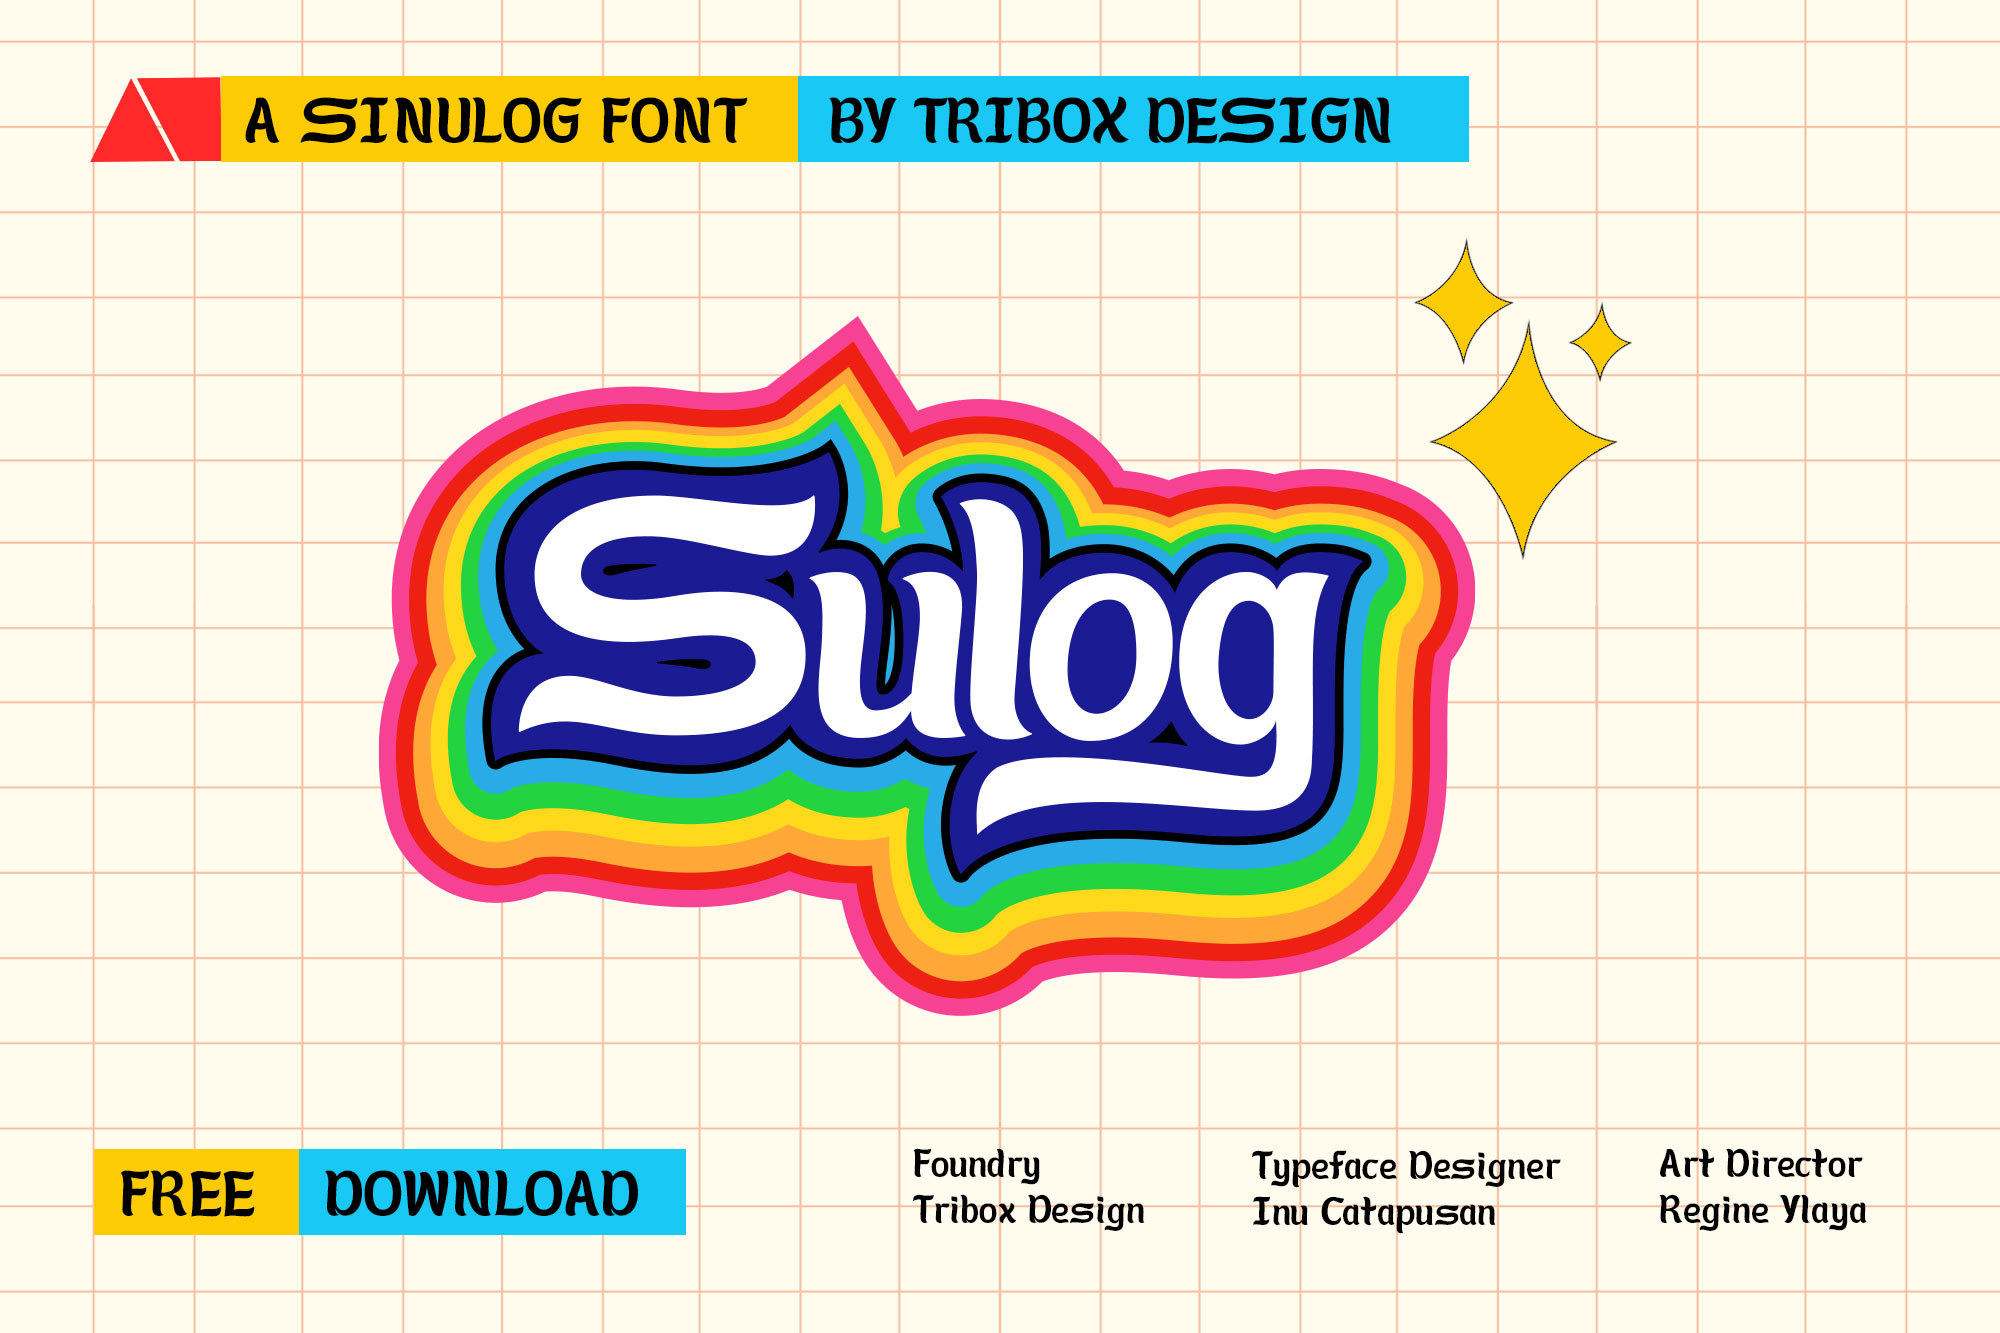 A SINULOG FONT BY TRIBOX DESIGN
Sulog
FREE DOWNLOAD
Foundry
Tribox Design
Typeface Designer
Inu Catapusan
Art Director
Regine Ylaya